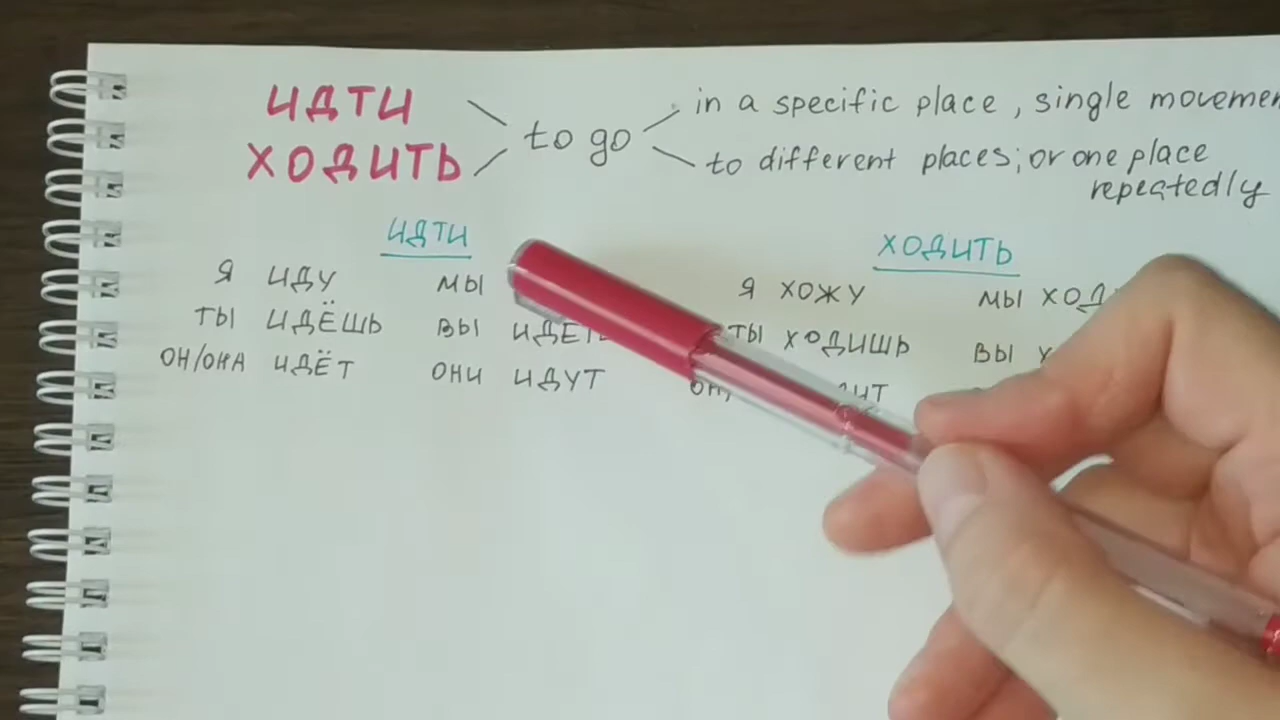 ИДТИ
ХОДИТЬ
to go
in a specific place, single
to different places; or one place
repeatedly
ИДТИ
Я ИДУ МЫ
ТЫ ИДЁШЬ ВЫ
ОН/ОНА ИДЁТ ОНИ ИДУТ
ХОДИТЬ
Я ХОЖУ МЫ
ТЫ ХОДИШЬ ВЫ